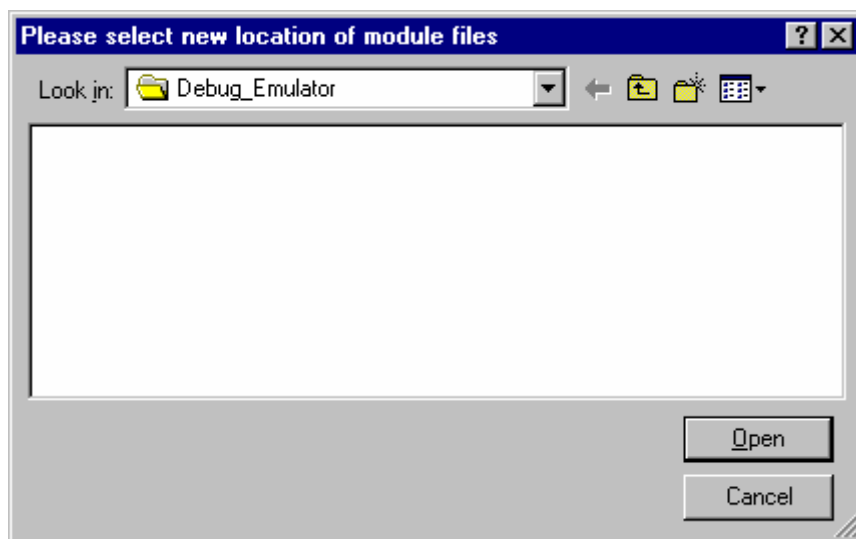 Please select new location of module files
Look in: Debug_Emulator
Open
Cancel